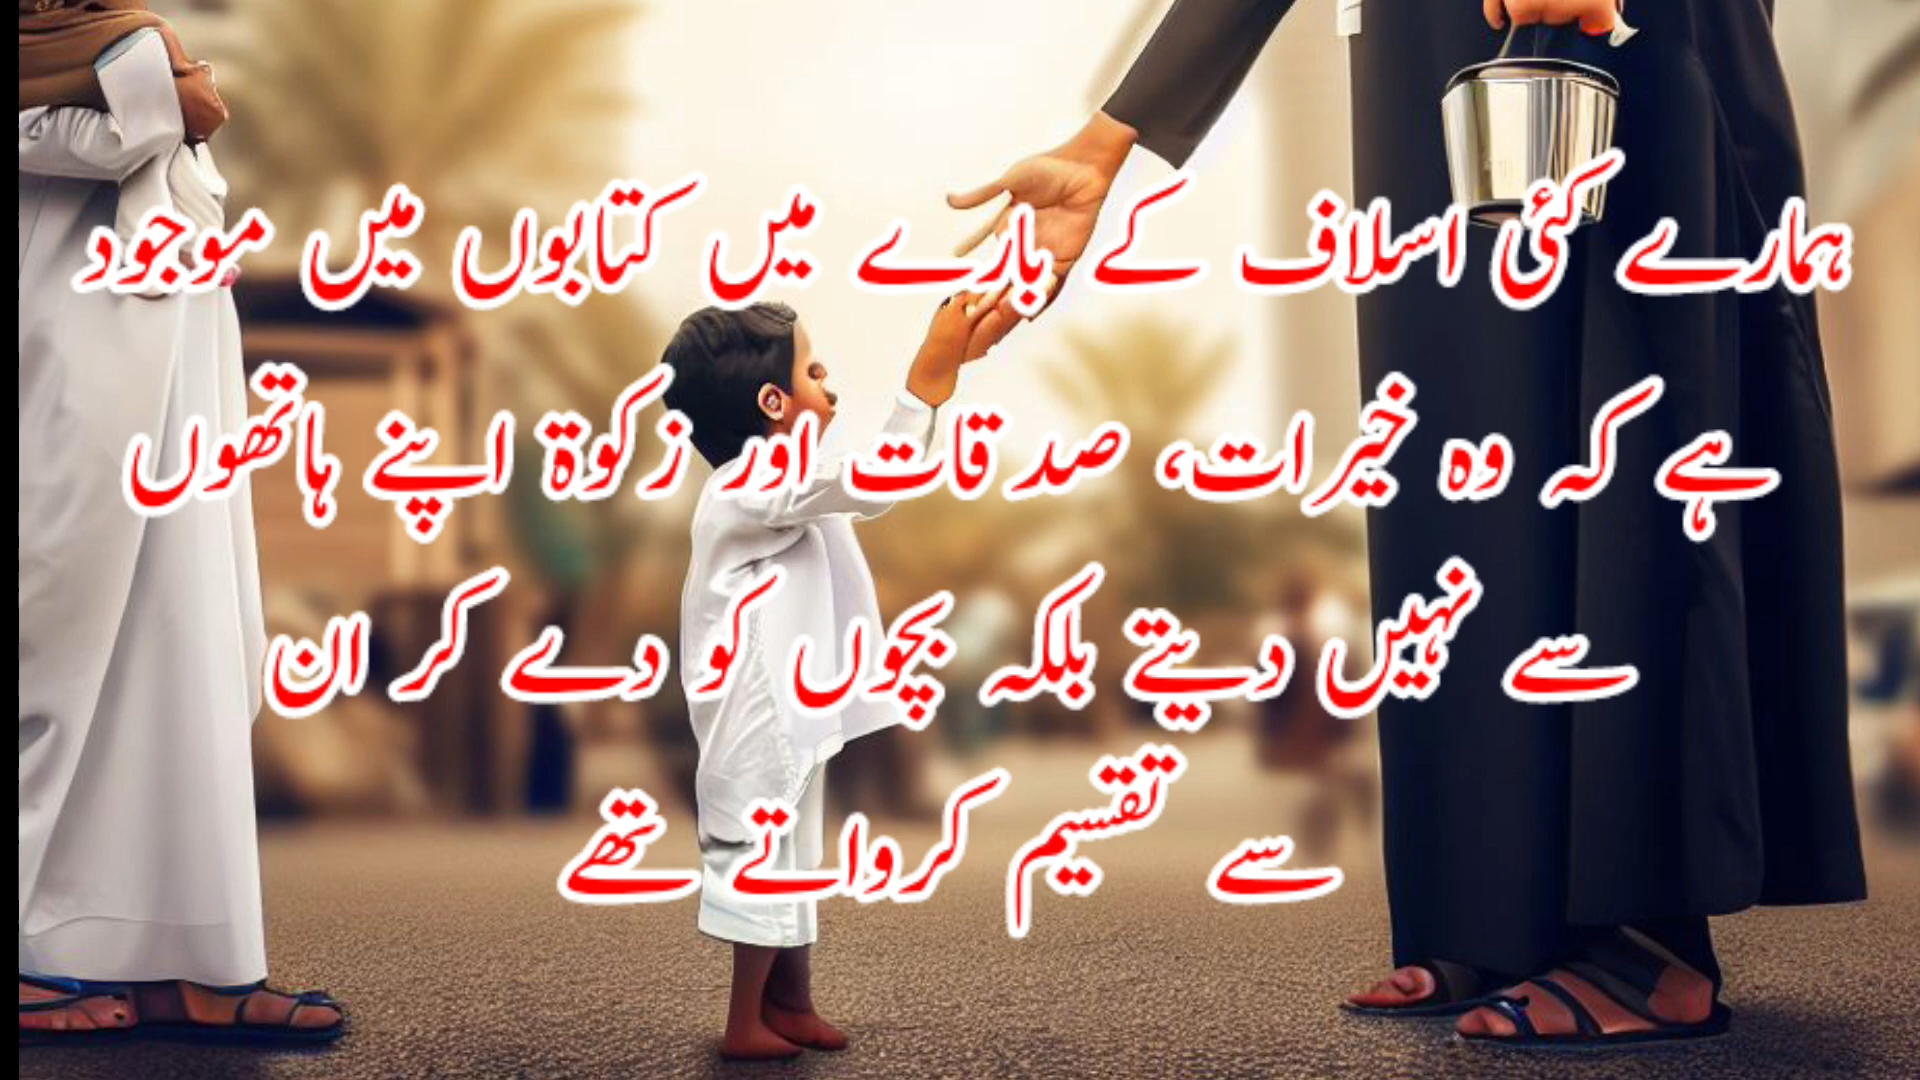 ہمارے کئی اسلاف کے بارے میں کتابوں میں موجود
ہے کہ وہ خیرات، صدقات اور زکوۃ اپنے ہاتھوں
سے نہیں دیتے بلکہ بچوں کو دے کر ان
سے تقسیم کرواتے تھے